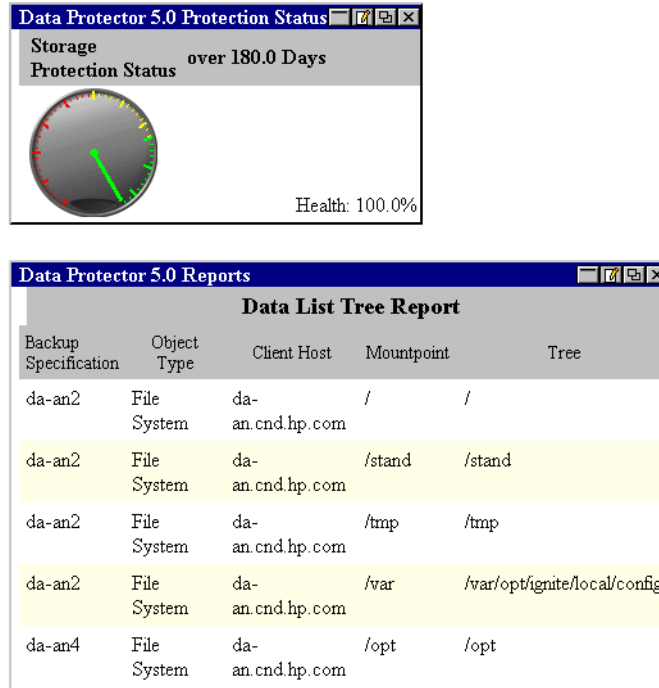 Data Protector 5.0 Protection Status
Storage
Protection Status over 180.0 Days
Health: 100.0%
Data Protector 5.0 Reports
Data List Tree Report
Backup Specification Object Type Client Host Mountpoint Tree
da-an2 File System da-an.cnd.hp.com / /
da-an2 File System da-an.cnd.hp.com /stand /stand
da-an2 File System da-an.cnd.hp.com /tmp /tmp
da-an2 File System da-an.cnd.hp.com /var /var/opt/ignite/local/config
da-an4 File System da-an.cnd.hp.com /opt /opt